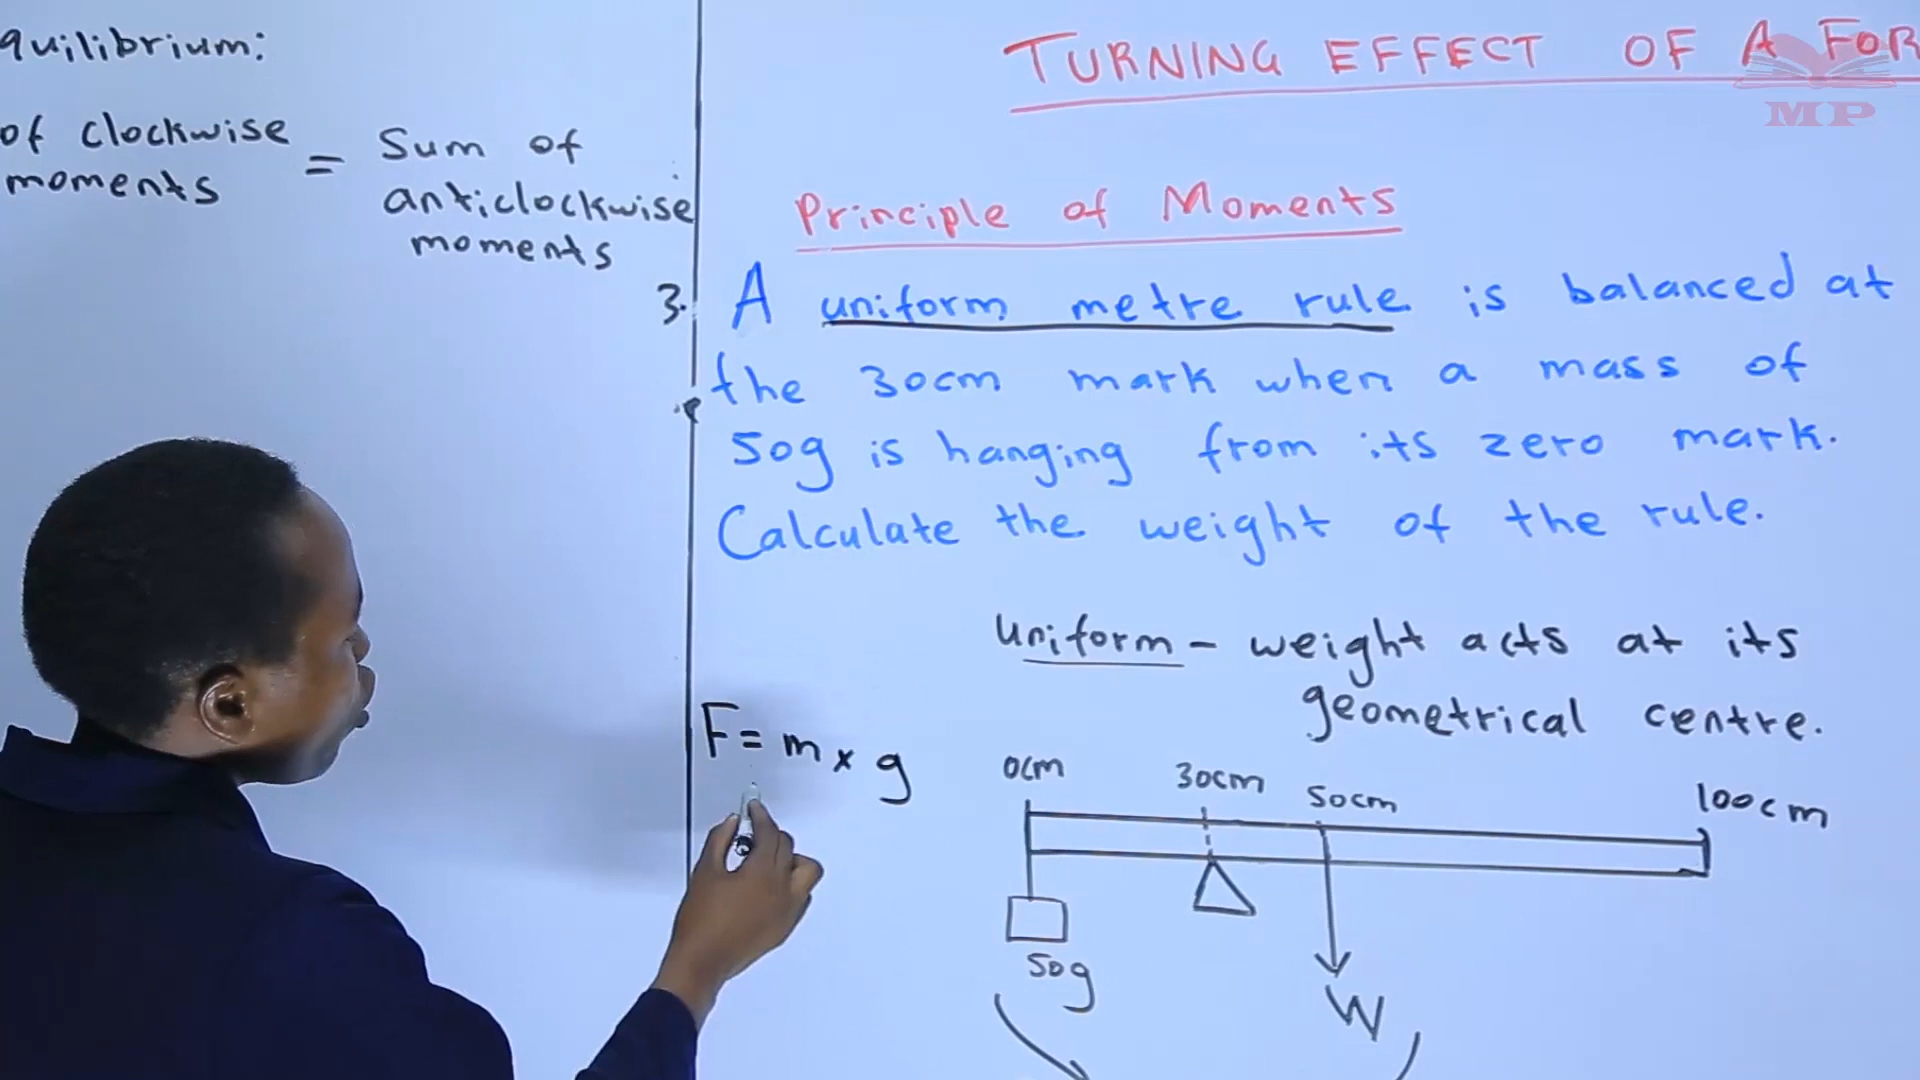 quilibrium:
of clockwise
moments
=
Sum of
anticlockwise
moments
TURNING EFFECT OF A FOR
MP
Principle of Moments
3. A uniform metre rule is balanced at
the 30cm mark when a mass of
50g is hanging from its zero mark.
Calculate the weight of the rule.
Uniform - weight acts at its
geometrical centre.
F = m x g
0cm
30cm
50cm
100cm
50g
W